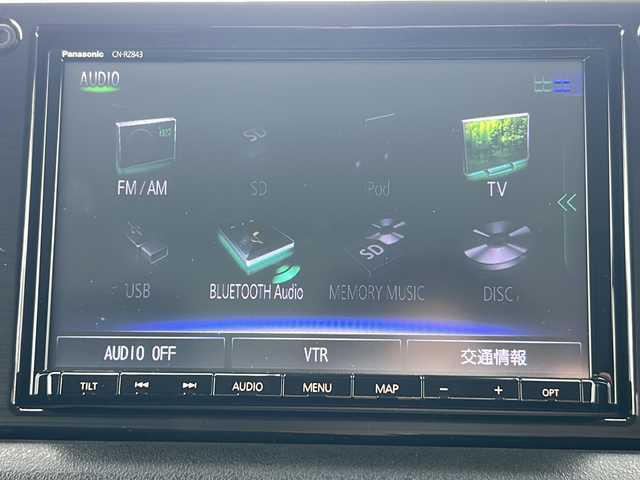 Panasonic CN-RZ843
AUDIO
FM/AM SD iPod TV
USB BLUETOOTH Audio MEMORY MUSIC DISC
AUDIO OFF VTR 交通情報
TILT AUDIO MENU MAP − + OPT